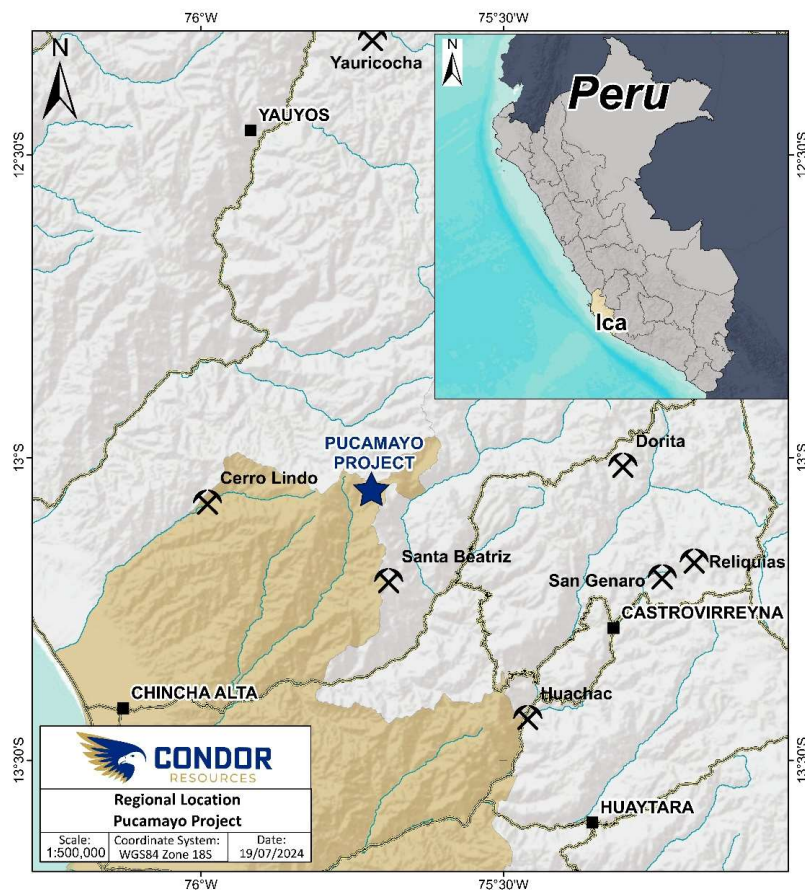 76°W
75°30'W
N
Yauricocha
YAUYOS
12°30'S
12°30'S
N
Peru
Ica
PUCAMAYO
PROJECT
13°S
13°S
Dorita
Cerro Lindo
Santa Beatriz
San Genaro
Reliquias
CASTROVIRREYNA
CHINCHA ALTA
Huachac
13°30'S
13°30'S
HUAYTARA
CONDOR
RESOURCES
Regional Location
Pucamayo Project
Scale:
1:500,000
Coordinate System:
WGS84 Zone 18S
Date:
19/07/2024
76°W
75°30'W